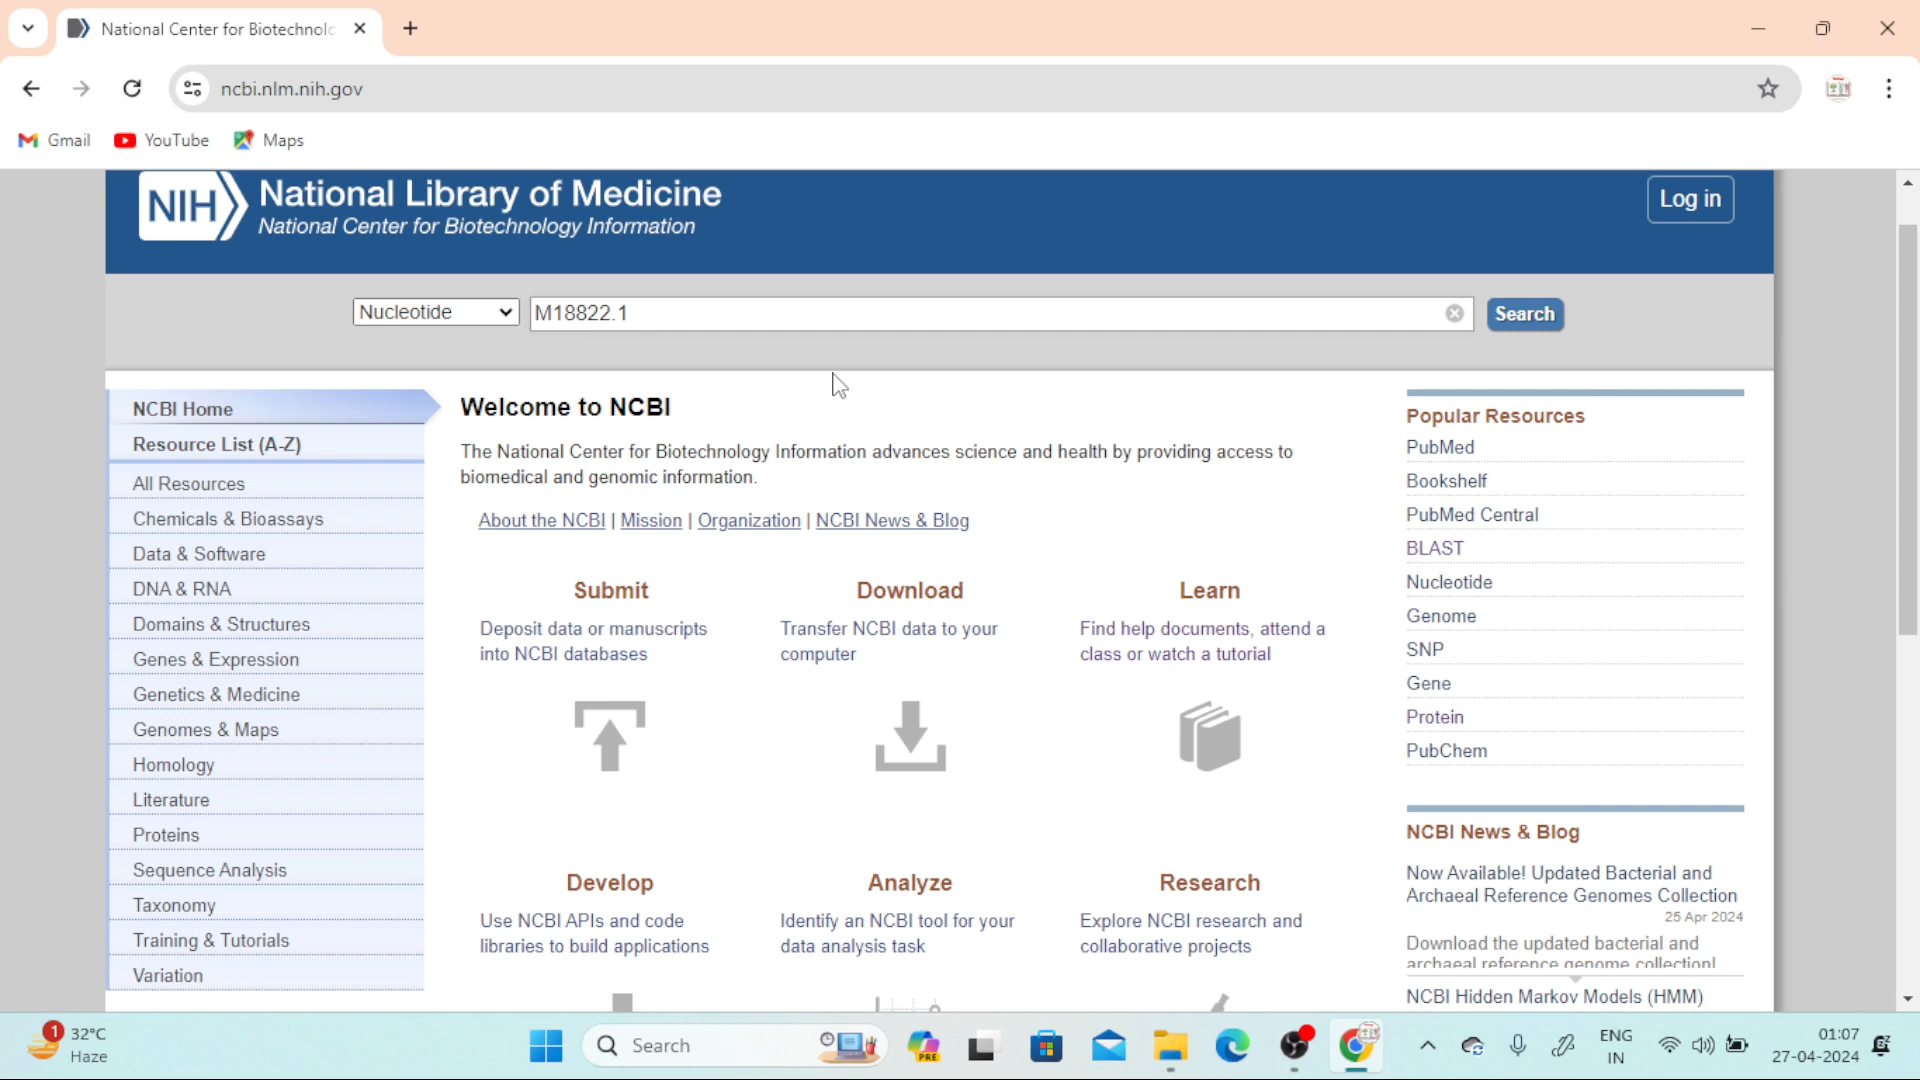 National Center for Biotechnolo
ncbi.nlm.nih.gov
Gmail
YouTube
Maps
NIH
National Library of Medicine
National Center for Biotechnology Information
Log in
Nucleotide
M18822.1
Search
NCBI Home
Resource List (A-Z)
All Resources
Chemicals & Bioassays
Data & Software
DNA & RNA
Domains & Structures
Genes & Expression
Genetics & Medicine
Genomes & Maps
Homology
Literature
Proteins
Sequence Analysis
Taxonomy
Training & Tutorials
Variation
Welcome to NCBI
The National Center for Biotechnology Information advances science and health by providing access to
biomedical and genomic information.
About the NCBI | Mission | Organization | NCBI News & Blog
Submit
Deposit data or manuscripts
into NCBI databases
Download
Transfer NCBI data to your
computer
Learn
Find help documents, attend a
class or watch a tutorial
Develop
Use NCBI APIs and code
libraries to build applications
Analyze
Identify an NCBI tool for your
data analysis task
Research
Explore NCBI research and
collaborative projects
Popular Resources
PubMed
Bookshelf
PubMed Central
BLAST
Nucleotide
Genome
SNP
Gene
Protein
PubChem
NCBI News & Blog
Now Available! Updated Bacterial and
Archaeal Reference Genomes Collection
25 Apr 2024
Download the updated bacterial and
archaeal reference genome collection!
NCBI Hidden Markov Models (HMM)
1
32°C
Haze
Search
PRE
ENG
IN
01:07
27-04-2024